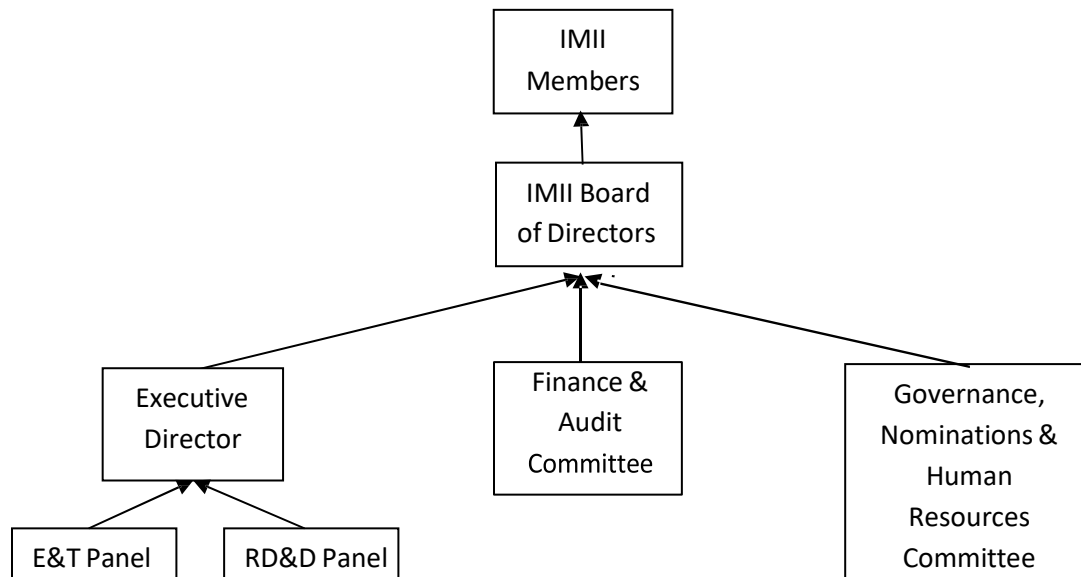 IMII
Members
IMII Board
of Directors
Executive
Director
Finance &
Audit
Committee
Governance,
Nominations &
Human
Resources
Committee
E&T Panel
RD&D Panel